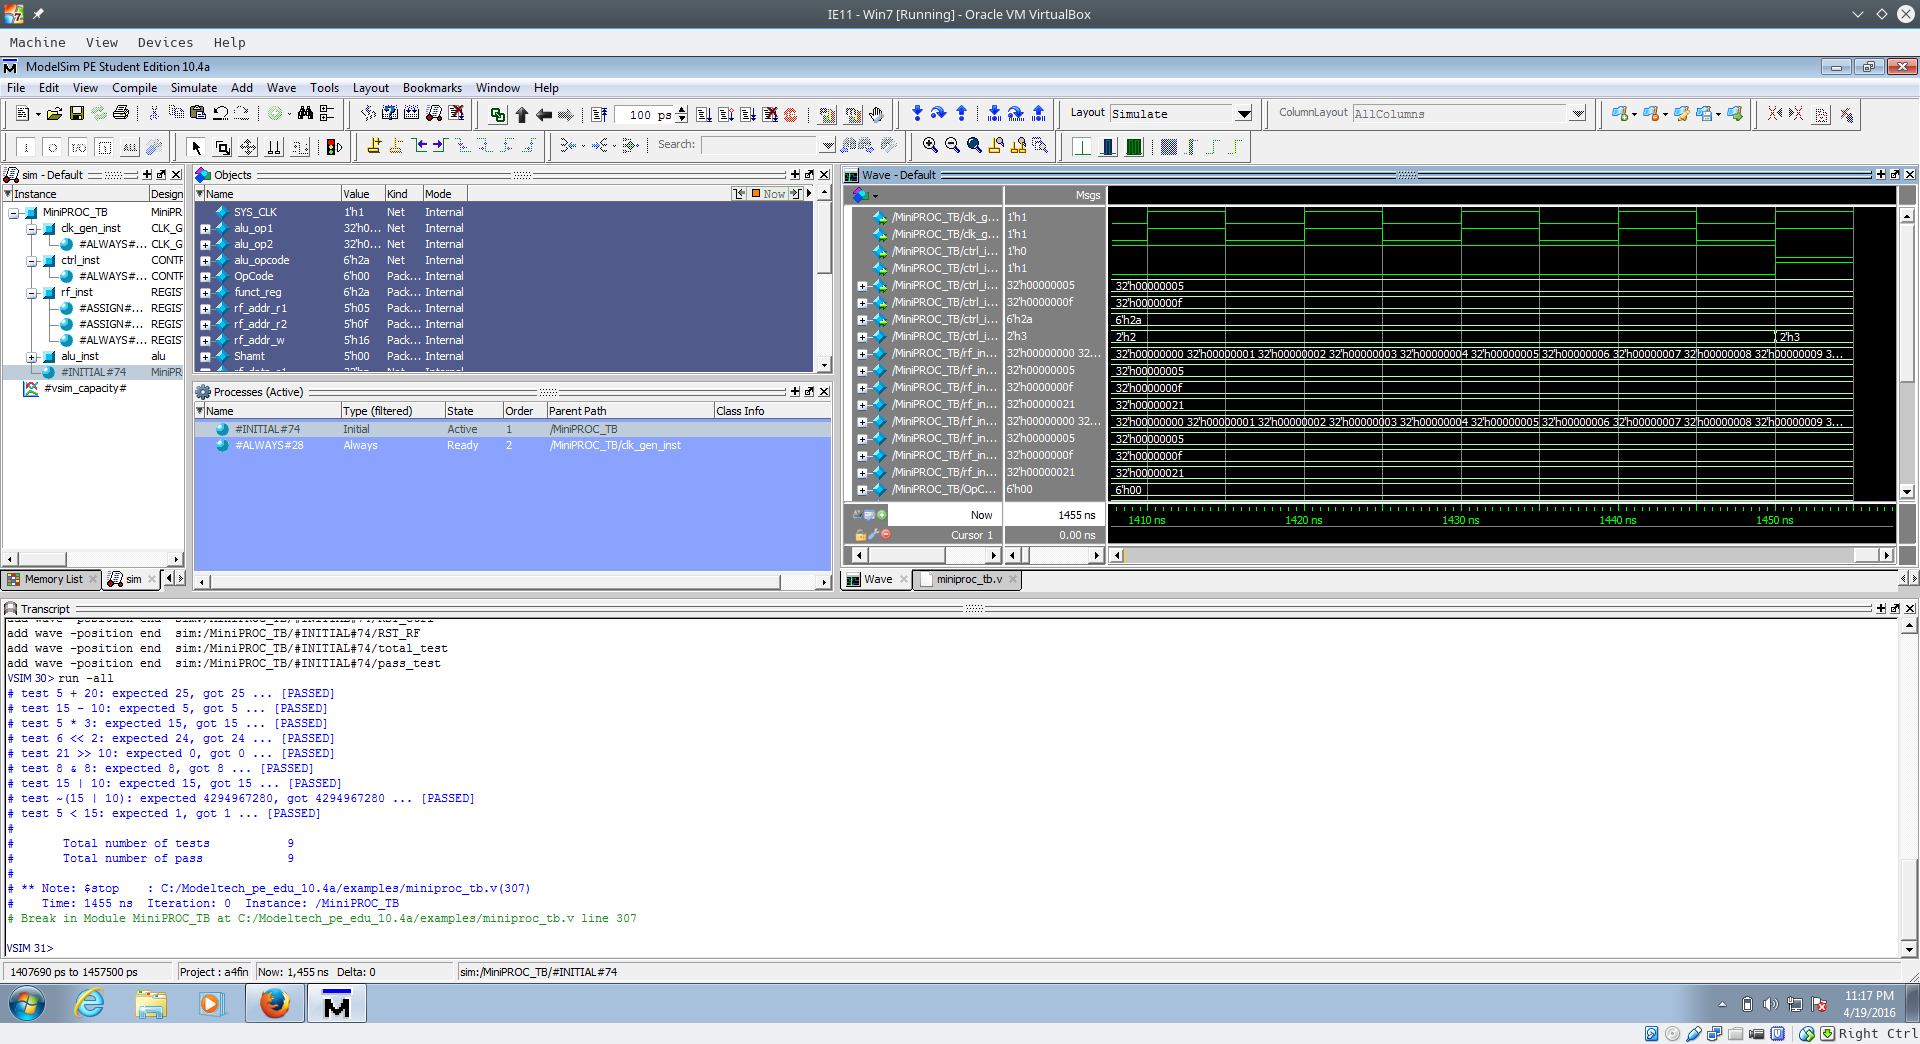 IE11 - Win7 [Running] - Oracle VM VirtualBox
Machine View Devices Help
ModelSim PE Student Edition 10.4a
File Edit View Compile Simulate Add Wave Tools Layout Bookmarks Window Help
100 ps
Layout Simulate
ColumnLayout AllColumns
Search:
sim - Default
Instance Design
MiniPROC_TB MiniPR
clk_gen_inst CLK_G
#ALWAYS#... CLK_G
ctrl_inst CONTF
#ALWAYS#... CONTF
rf_inst REGIS
#ASSIGN#... REGIS
#ASSIGN#... REGIS
#ALWAYS#... REGIS
alu_inst alu
#INITIAL#74 MiniPR
#vsim_capacity#
Memory List
sim
Objects
Name Value Kind Mode
Now
SYS_CLK 1'h1 Net Internal
alu_op1 32'h0... Net Internal
alu_op2 32'h0... Net Internal
alu_opcode 6'h2a Net Internal
OpCode 6'h00 Pack... Internal
funct_reg 6'h2a Pack... Internal
rf_addr_r1 5'h05 Pack... Internal
rf_addr_r2 5'h0f Pack... Internal
rf_addr_w 5'h16 Pack... Internal
Shamt 5'h00 Pack... Internal
Processes (Active)
Name Type (filtered) State Order Parent Path Class Info
#INITIAL#74 Initial Active 1 /MiniPROC_TB
#ALWAYS#28 Always Ready 2 /MiniPROC_TB/clk_gen_inst
Wave - Default
Msgs
/MiniPROC_TB/clk_g... 1'h1
/MiniPROC_TB/clk_g... 1'h1
/MiniPROC_TB/ctrl_i... 1'h0
/MiniPROC_TB/ctrl_i... 1'h1
/MiniPROC_TB/ctrl_i... 32'h00000005 32'h00000005
/MiniPROC_TB/ctrl_i... 32'h0000000f 32'h0000000f
/MiniPROC_TB/ctrl_i... 6'h2a 6'h2a
/MiniPROC_TB/ctrl_i... 2'h3 2'h2 2'h3
/MiniPROC_TB/rf_in... 32'h00000000 32... 32'h00000000 32'h00000001 32'h00000002 32'h00000003 32'h00000004 32'h00000005 32'h00000006 32'h00000007 32'h00000008 32'h00000009 3...
/MiniPROC_TB/rf_in... 32'h00000005 32'h00000005
/MiniPROC_TB/rf_in... 32'h0000000f 32'h0000000f
/MiniPROC_TB/rf_in... 32'h00000021 32'h00000021
/MiniPROC_TB/rf_in... 32'h00000000 32... 32'h00000000 32'h00000001 32'h00000002 32'h00000003 32'h00000004 32'h00000005 32'h00000006 32'h00000007 32'h00000008 32'h00000009 3...
/MiniPROC_TB/rf_in... 32'h00000005 32'h00000005
/MiniPROC_TB/rf_in... 32'h0000000f 32'h0000000f
/MiniPROC_TB/rf_in... 32'h00000021 32'h00000021
/MiniPROC_TB/OpC... 6'h00 6'h00
Now 1455 ns
1410 ns 1420 ns 1430 ns 1440 ns 1450 ns
Cursor 1 0.00 ns
Wave
miniproc_tb.v
Transcript
add wave -position end sim:/MiniPROC_TB/#INITIAL#74/RST_RF
add wave -position end sim:/MiniPROC_TB/#INITIAL#74/total_test
add wave -position end sim:/MiniPROC_TB/#INITIAL#74/pass_test
VSIM 30> run -all
# test 5 + 20: expected 25, got 25 ... [PASSED]
# test 15 - 10: expected 5, got 5 ... [PASSED]
# test 5 * 3: expected 15, got 15 ... [PASSED]
# test 6 << 2: expected 24, got 24 ... [PASSED]
# test 21 >> 10: expected 0, got 0 ... [PASSED]
# test 8 & 8: expected 8, got 8 ... [PASSED]
# test 15 | 10: expected 15, got 15 ... [PASSED]
# test ~(15 | 10): expected 4294967280, got 4294967280 ... [PASSED]
# test 5 < 15: expected 1, got 1 ... [PASSED]
#
# Total number of tests 9
# Total number of pass 9
#
# ** Note: $stop : C:/Modeltech_pe_edu_10.4a/examples/miniproc_tb.v(307)
# Time: 1455 ns Iteration: 0 Instance: /MiniPROC_TB
# Break in Module MiniPROC_TB at C:/Modeltech_pe_edu_10.4a/examples/miniproc_tb.v line 307
VSIM 31>
1407690 ps to 1457500 ps Project : a4fin Now: 1,455 ns Delta: 0 sim:/MiniPROC_TB/#INITIAL#74
11:17 PM
4/19/2016
Right Ctrl